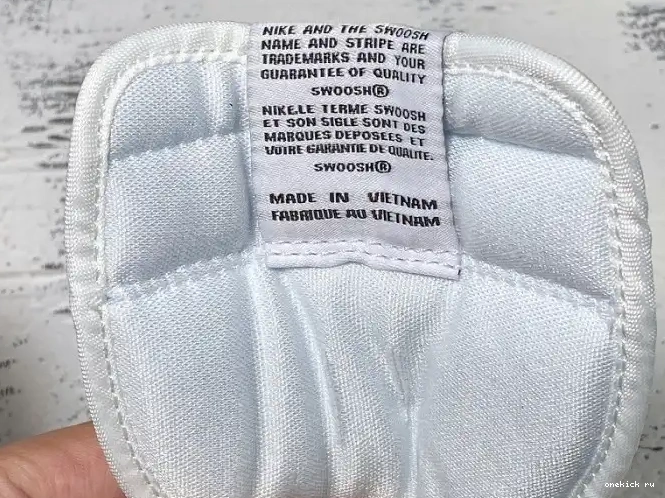 NIKE AND THE SWOOSH
NAME AND STRIPE ARE
TRADEMARKS AND YOUR
GUARANTEE OF QUALITY
SWOOSH®
NIKE.LE TERME SWOOSH
ET SON SIGLE SONT DES
MARQUES DEPOSEES ET
VOTRE GARANTIE DE QUALITE.
SWOOSH®
MADE IN VIETNAM
FABRIQUE AU VIETNAM
onekick ru